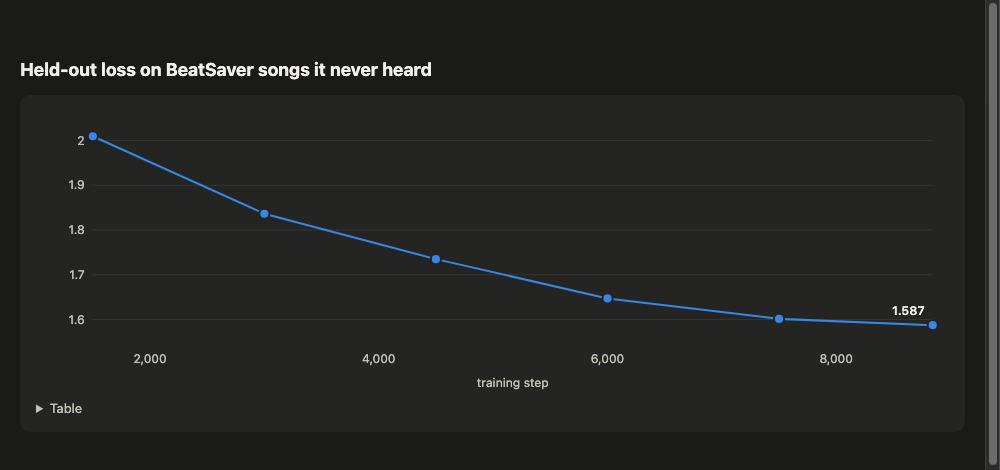 Held-out loss on BeatSaver songs it never heard
2
1.9
1.8
1.7
1.6
1.587
2,000 4,000 6,000 8,000
training step
Table